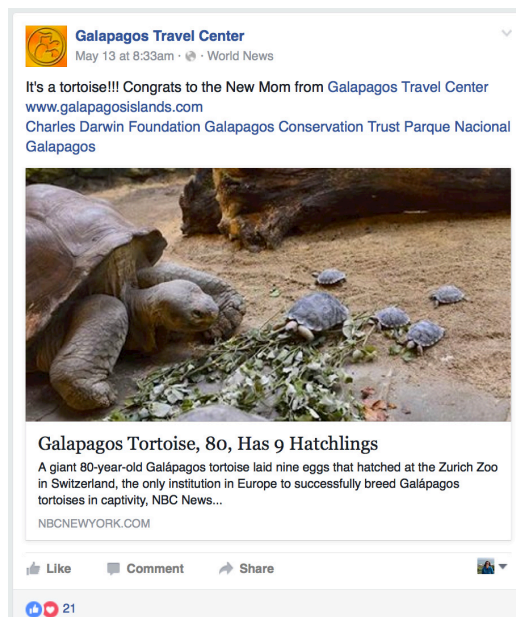 Galapagos Travel Center
May 13 at 8:33am · · World News
It's a tortoise!!! Congrats to the New Mom from Galapagos Travel Center
www.galapagosislands.com
Charles Darwin Foundation Galapagos Conservation Trust Parque Nacional
Galapagos
Galapagos Tortoise, 80, Has 9 Hatchlings
A giant 80-year-old Galápagos tortoise laid nine eggs that hatched at the Zurich Zoo
in Switzerland, the only institution in Europe to successfully breed Galápagos
tortoises in captivity, NBC News...
NBCNEWYORK.COM
Like Comment Share
21